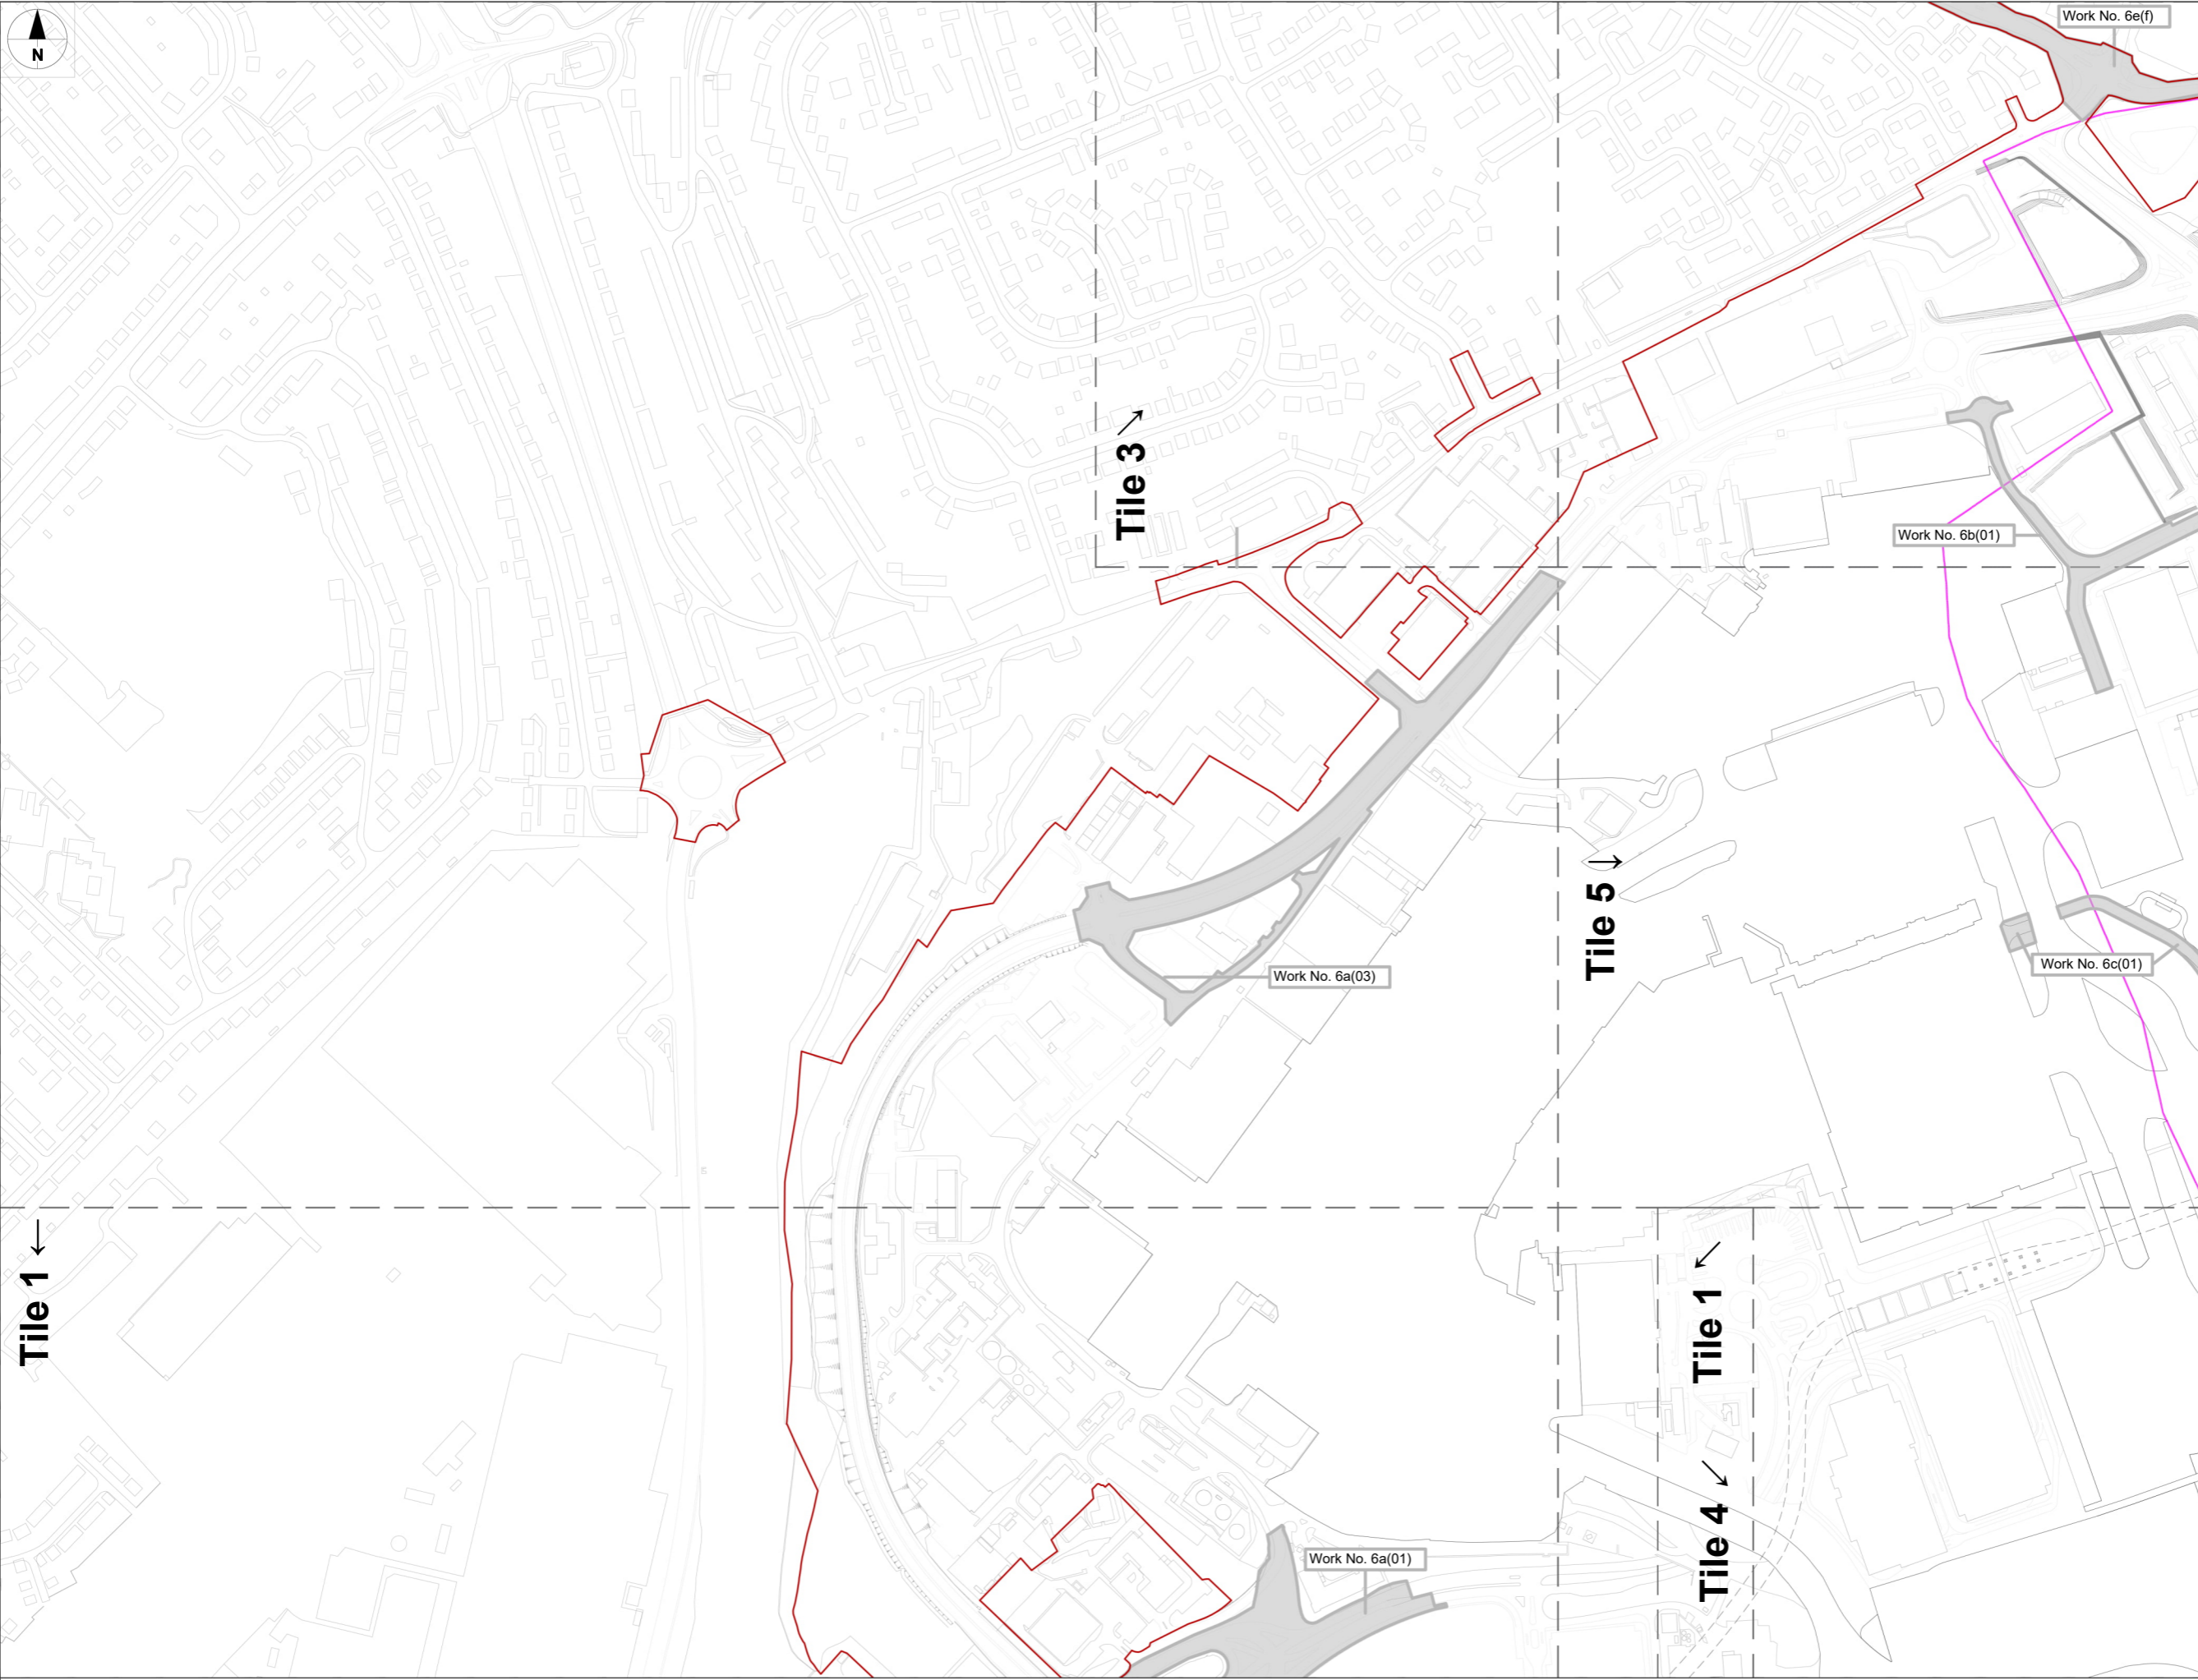 N
Work No. 6e(f)
Tile 3
Work No. 6b(01)
Tile 5
Work No. 6c(01)
Work No. 6a(03)
Tile 1
Tile 1
Tile 4
Work No. 6a(01)